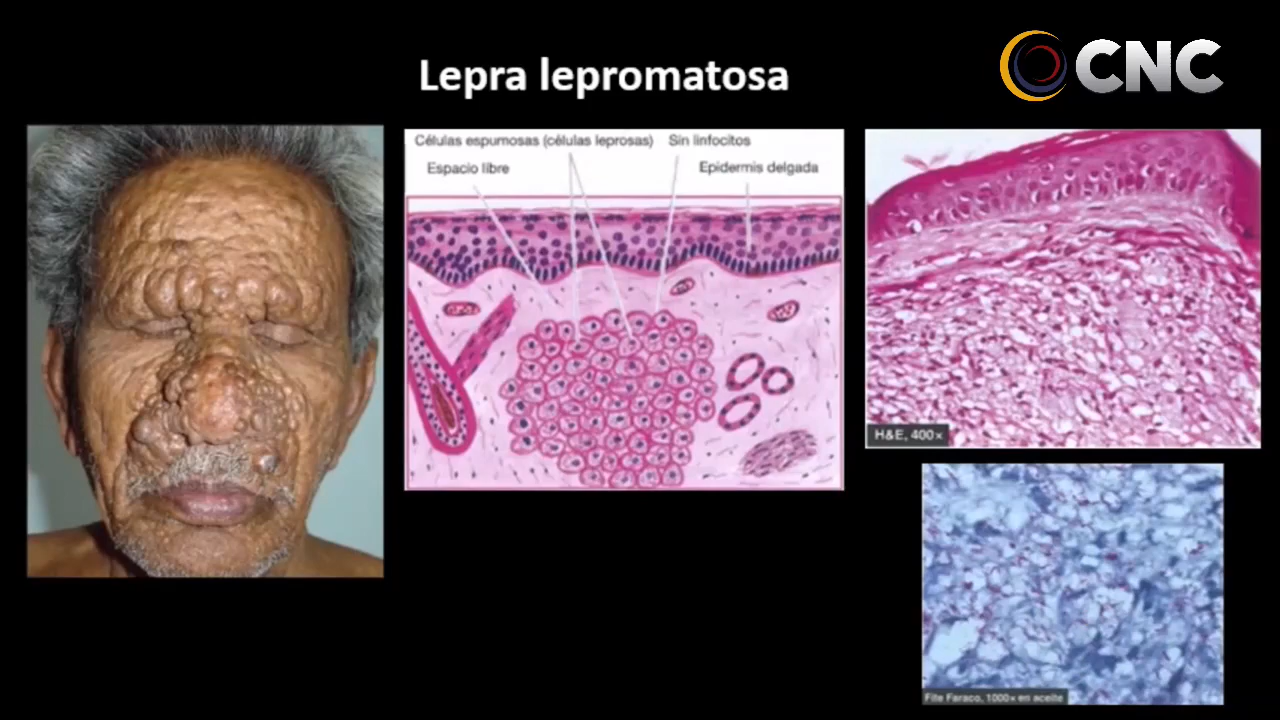 Lepra lepromatosa
CNC
Células espumosas (células leprosas) Sin linfocitos
Espacio libre Epidermis delgada
H&E, 400×
Fite Faraco, 1000× en aceite